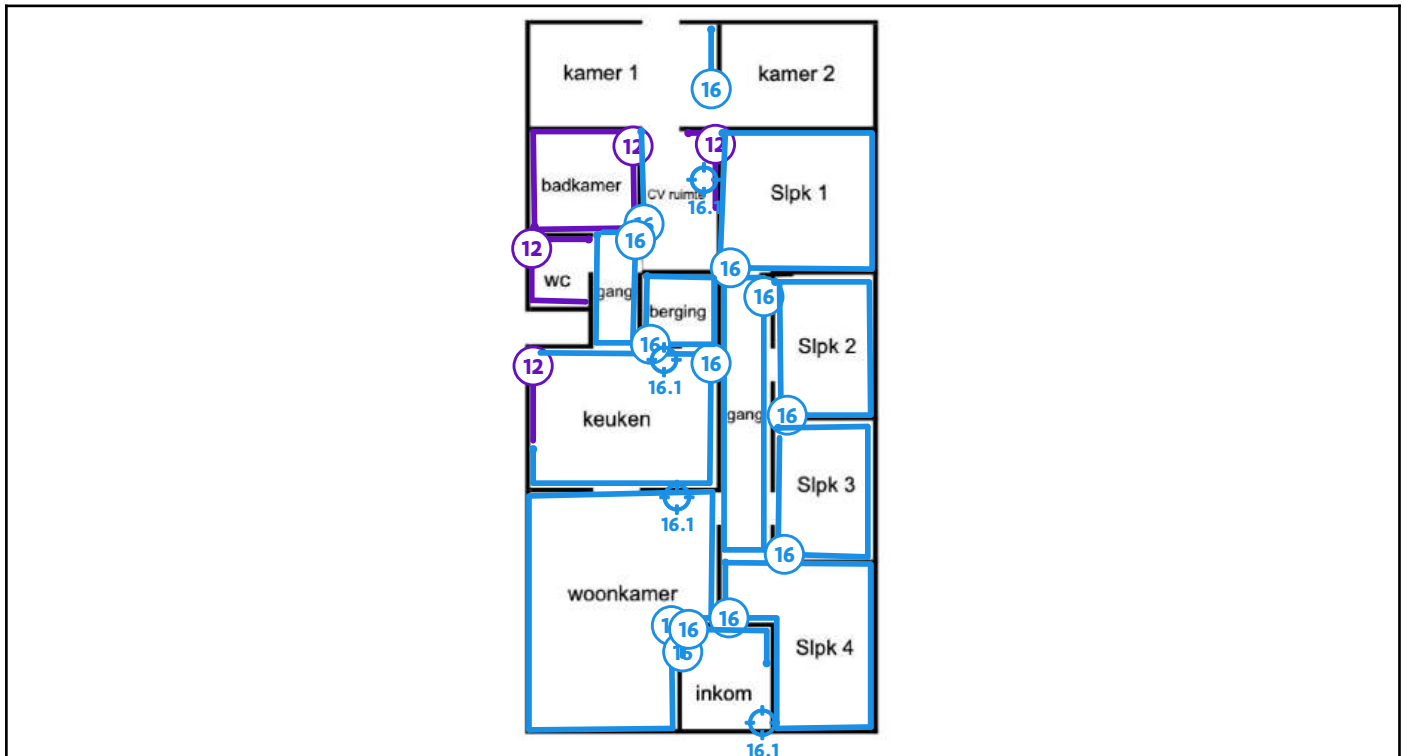 kamer 1
kamer 2
16
12
12
badkamer
CV ruimte
Slpk 1
16
16
16
12
wc
gang
16
16
berging
Slpk 2
16
12
16
16.1
keuken
gang
16
Slpk 3
16.1
16
woonkamer
16
16
16
Slpk 4
inkom
16.1